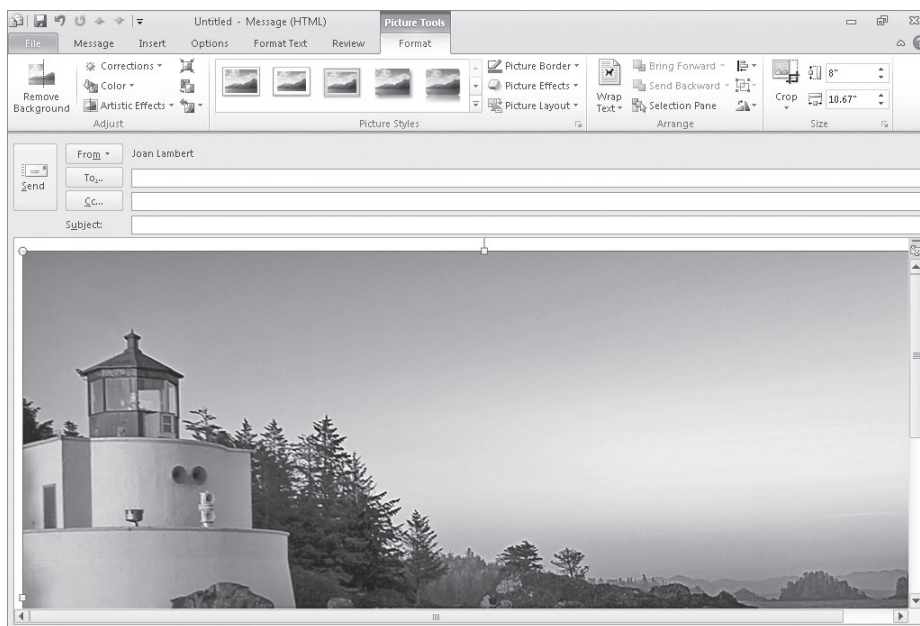 Untitled - Message (HTML) Picture Tools
File Message Insert Options Format Text Review Format
Remove Background
Corrections
Color
Artistic Effects
Adjust
Picture Styles
Picture Border
Picture Effects
Picture Layout
Wrap Text
Bring Forward
Send Backward
Selection Pane
Arrange
Crop
8"
10.67"
Size
Send
From Joan Lambert
To...
Cc...
Subject: